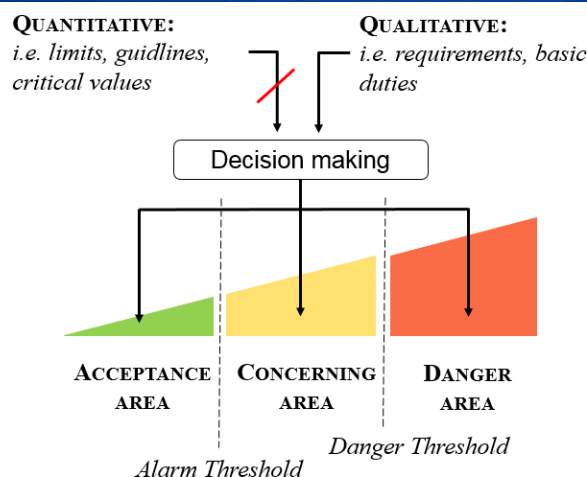 QUANTITATIVE:
i.e. limits, guidlines,
critical values
QUALITATIVE:
i.e. requirements, basic
duties
Decision making
ACCEPTANCE
AREA
CONCERNING
AREA
DANGER
AREA
Danger Threshold
Alarm Threshold